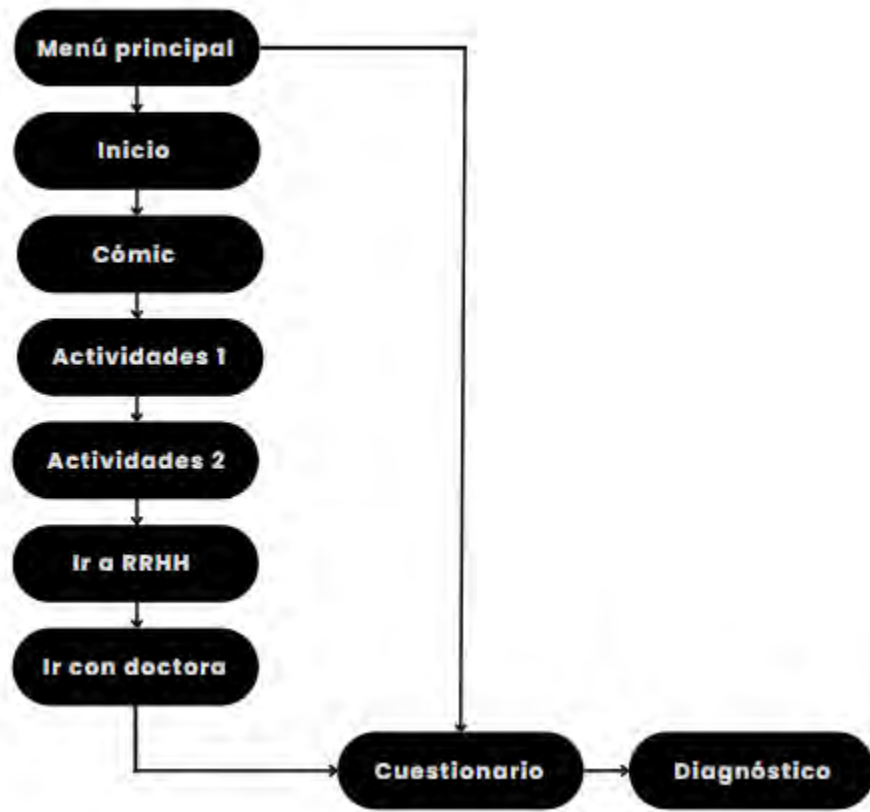 Menú principal
Inicio
Cómic
Actividades 1
Actividades 2
Ir a RRHH
Ir con doctora
Cuestionario
Diagnóstico